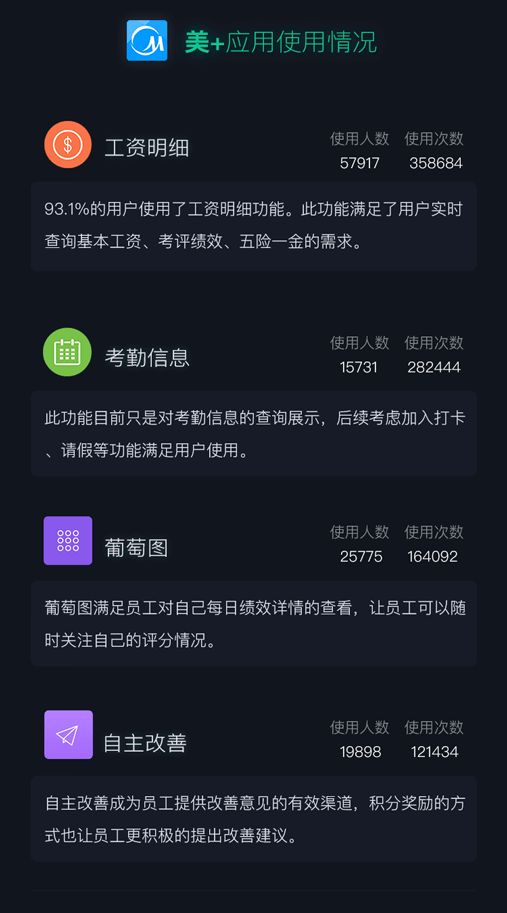 美+应用使用情况
工资明细
使用人数 使用次数
57917 358684
93.1%的用户使用了工资明细功能。此功能满足了用户实时
查询基本工资、考评绩效、五险一金的需求。
考勤信息
使用人数 使用次数
15731 282444
此功能目前只是对考勤信息的查询展示，后续考虑加入打卡
、请假等功能满足用户使用。
葡萄图
使用人数 使用次数
25775 164092
葡萄图满足员工对自己每日绩效详情的查看，让员工可以随
时关注自己的评分情况。
自主改善
使用人数 使用次数
19898 121434
自主改善成为员工提供改善意见的有效渠道，积分奖励的方
式也让员工更积极的提出改善建议。